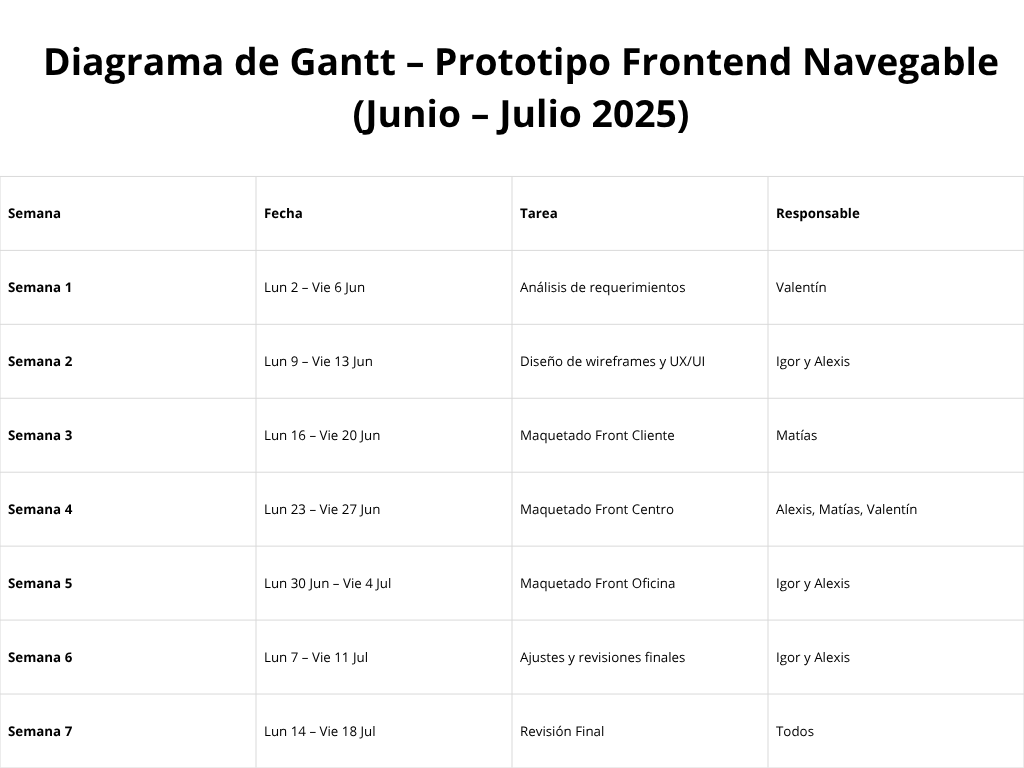 Diagrama de Gantt – Prototipo Frontend Navegable
(Junio – Julio 2025)
Semana Fecha Tarea Responsable
Semana 1 Lun 2 – Vie 6 Jun Análisis de requerimientos Valentín
Semana 2 Lun 9 – Vie 13 Jun Diseño de wireframes y UX/UI Igor y Alexis
Semana 3 Lun 16 – Vie 20 Jun Maquetado Front Cliente Matías
Semana 4 Lun 23 – Vie 27 Jun Maquetado Front Centro Alexis, Matías, Valentín
Semana 5 Lun 30 Jun – Vie 4 Jul Maquetado Front Oficina Igor y Alexis
Semana 6 Lun 7 – Vie 11 Jul Ajustes y revisiones finales Igor y Alexis
Semana 7 Lun 14 – Vie 18 Jul Revisión Final Todos